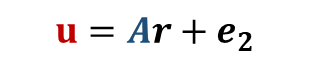 u = Ar + e₂